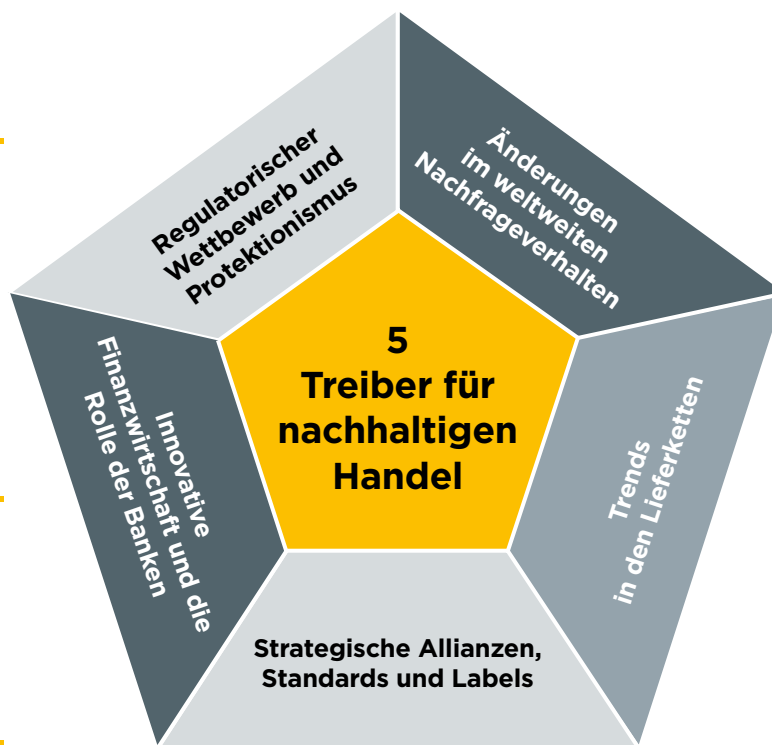 5
Treiber für
nachhaltigen
Handel
Änderungen
im weltweiten
Nachfrageverhalten
Trends
in den Lieferketten
Strategische Allianzen,
Standards und Labels
Innovative
Finanzwirtschaft und die
Rolle der Banken
Regulatorischer
Wettbewerb und
Protektionismus